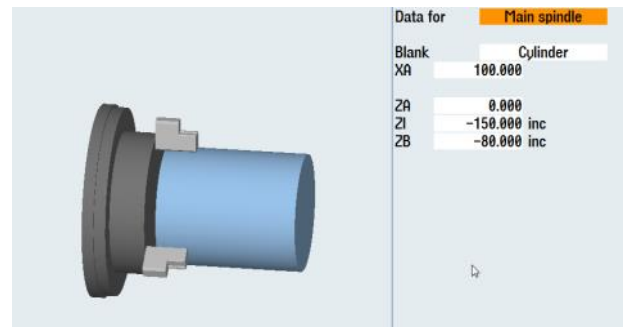 Data for Main spindle
Blank Cylinder
XA 100.000
ZA 0.000
ZI -150.000 inc
ZB -80.000 inc